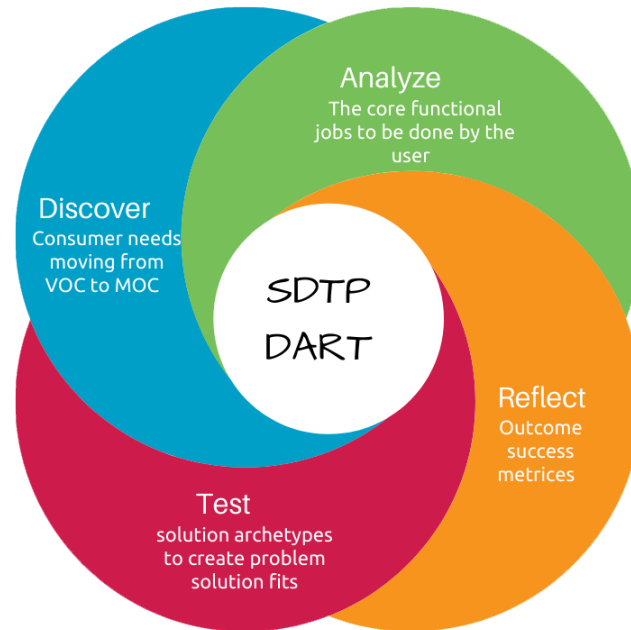 Analyze
The core functional
jobs to be done by the
user
Discover
Consumer needs
moving from
VOC to MOC
SDTP
DART
Reflect
Outcome
success
metrices
Test
solution archetypes
to create problem
solution fits